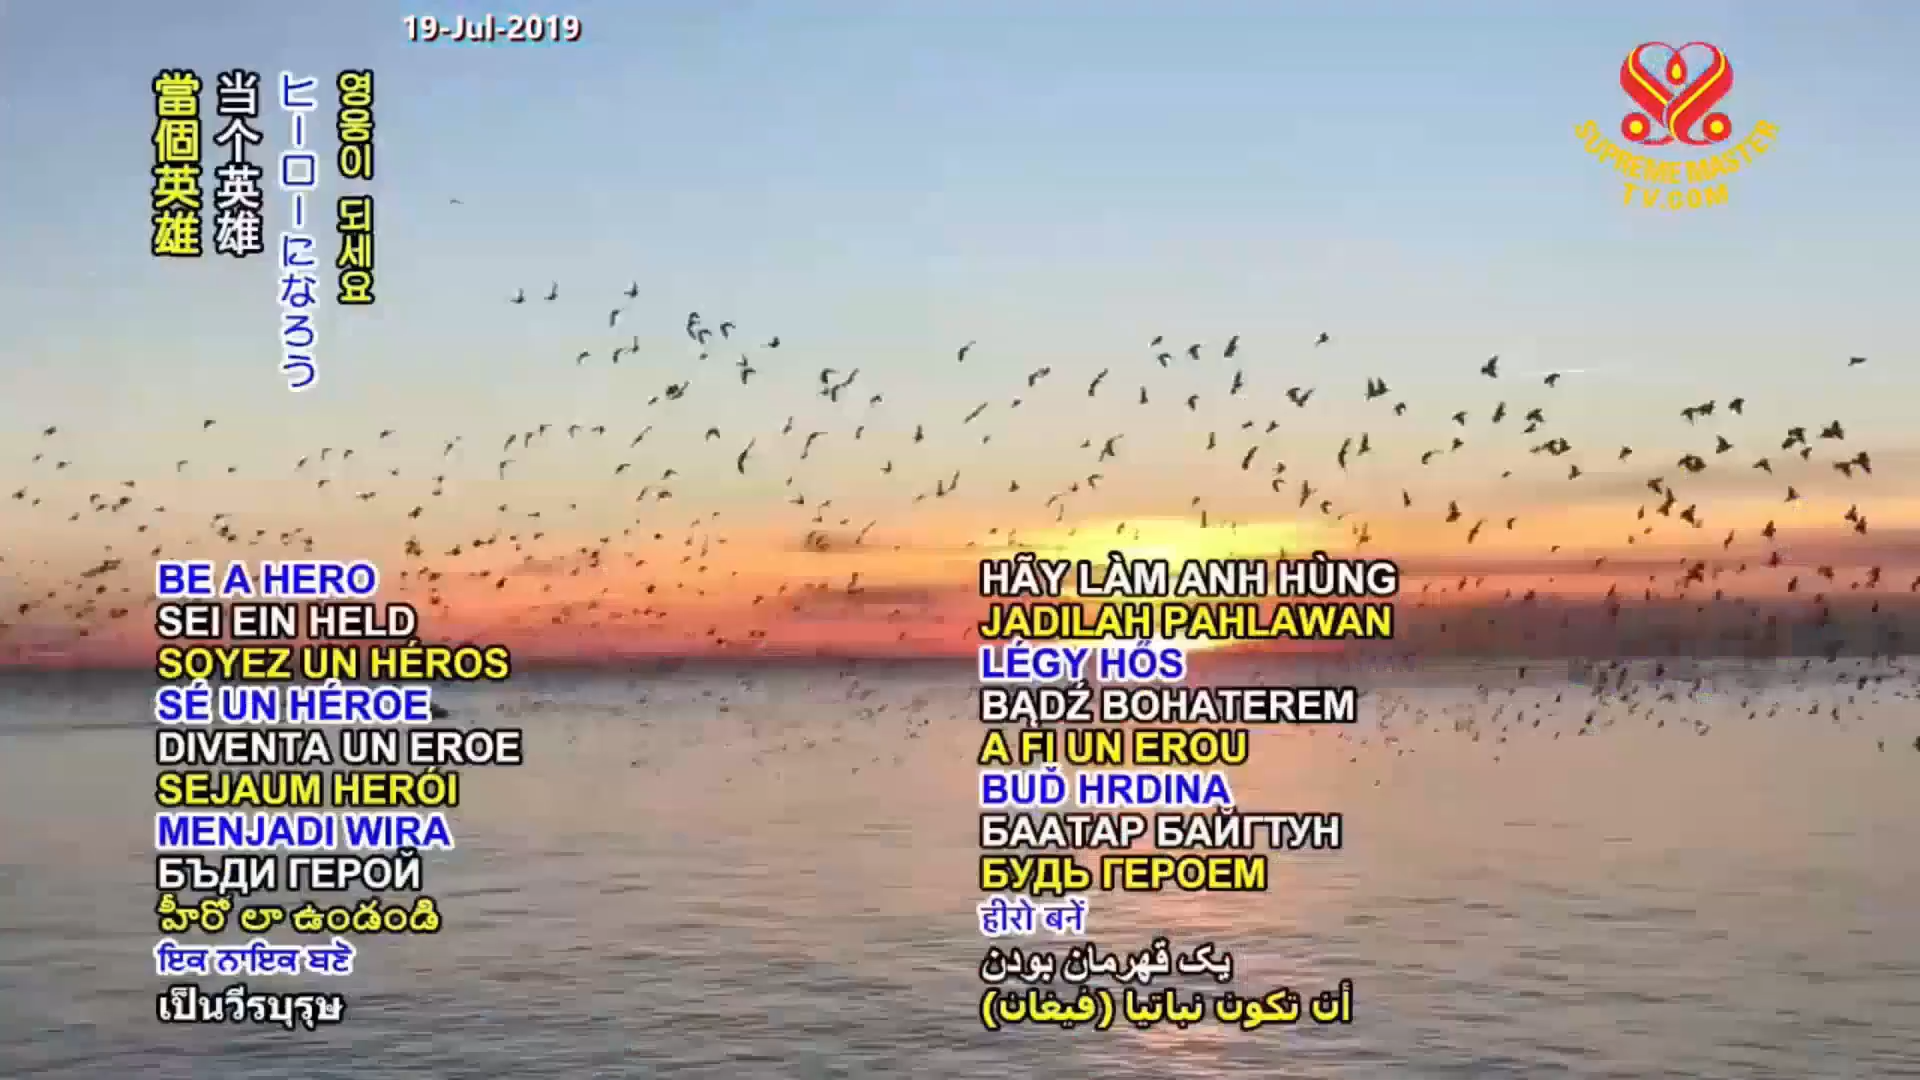 19-Jul-2019
當個英雄
当个英雄
ヒーローになろう
영웅이 되세요
SUPREME MASTER
TV.COM
BE A HERO
SEI EIN HELD
SOYEZ UN HÉROS
SÉ UN HÉROE
DIVENTA UN EROE
SEJAUM HERÓI
MENJADI WIRA
БЪДИ ГЕРОЙ
హీరో లా ఉండండి
ਇਕ ਨਾਇਕ ਬਣੋ
เป็นวีรบุรุษ
HÃY LÀM ANH HÙNG
JADILAH PAHLAWAN
LÉGY HŐS
BĄDŹ BOHATEREM
A FI UN EROU
BUĎ HRDINA
БААТАР БАЙГТУН
БУДЬ ГЕРОЕМ
हीरो बनें
یک قهرمان بودن
أن تكون نباتيا (فيغان)